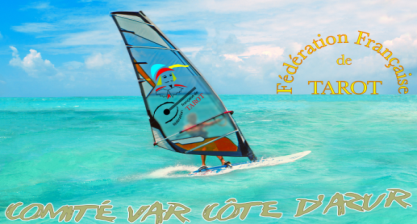 Fédération Française
de
TAROT
COMITÉ VAR CÔTE D'AZUR